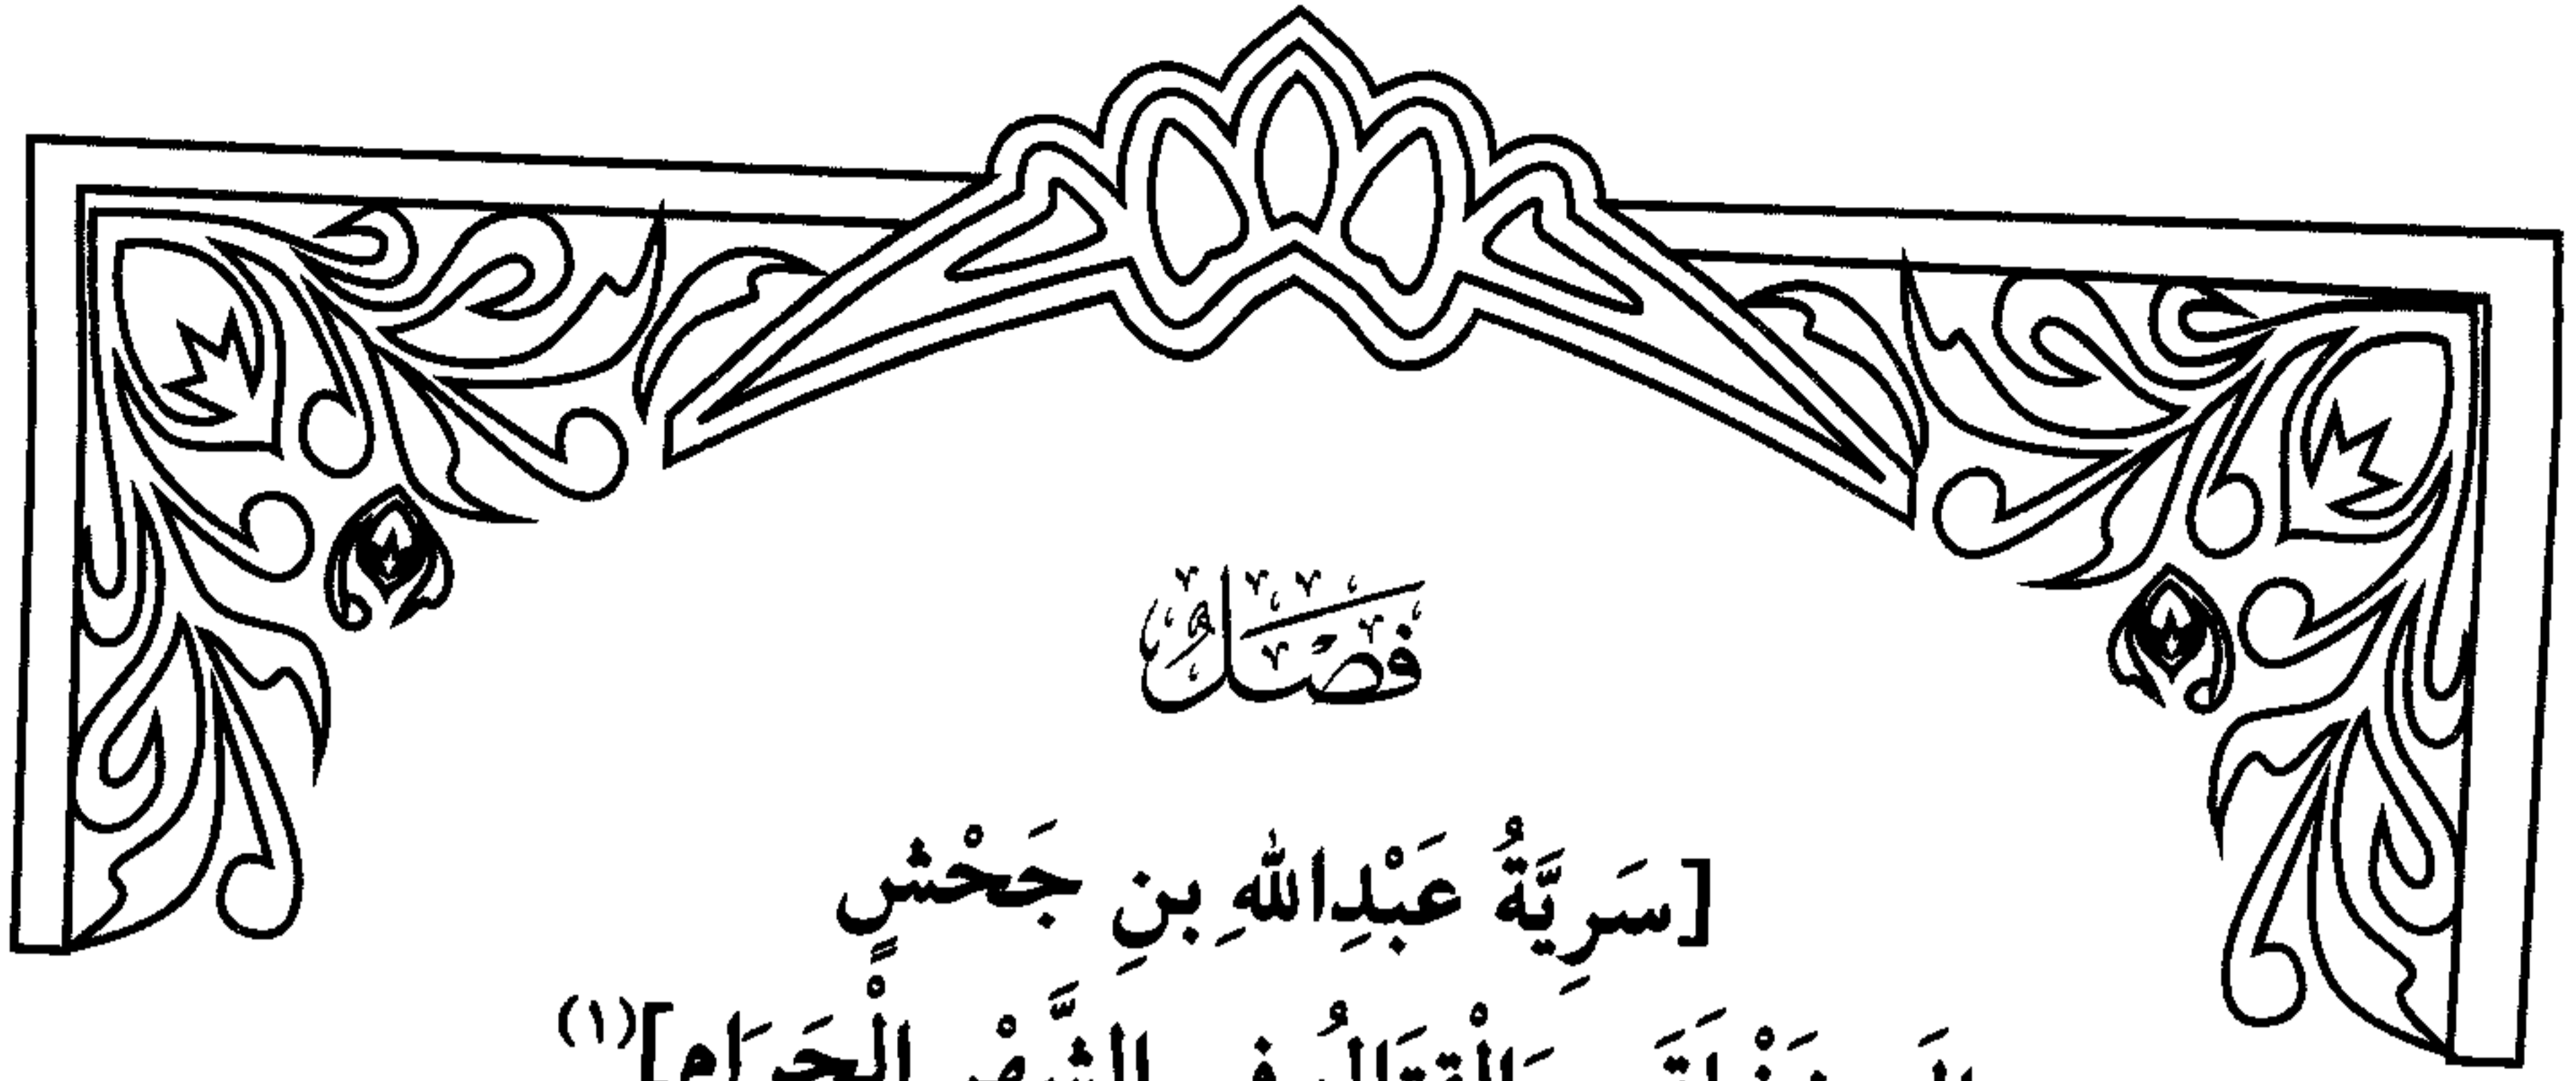 فَصْلٌ
[سَرِيَّةُ عَبْدِاللهِ بنِ جَحْشٍ
إِلَى نَخْلَةَ وَالْقِتَالُ فِي الشَّهْرِ الْحَرَامِ](١)